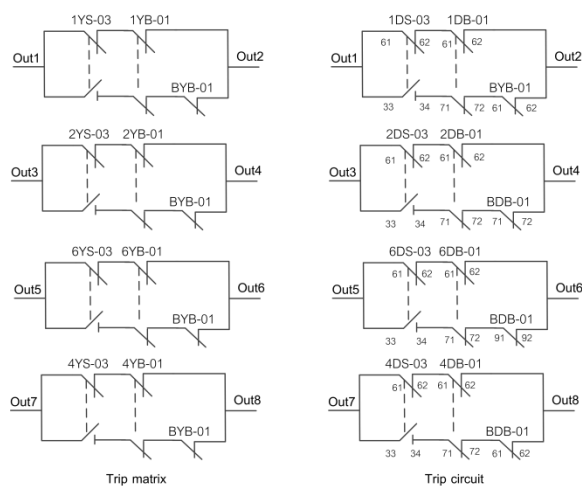 1YS-03 1YB-01
Out1 Out2
BYB-01
2YS-03 2YB-01
Out3 Out4
BYB-01
6YS-03 6YB-01
Out5 Out6
BYB-01
4YS-03 4YB-01
Out7 Out8
BYB-01
Trip matrix
1DS-03 1DB-01
61 62 61 62
Out1 Out2
BYB-01
33 34 71 72 61 62
2DS-03 2DB-01
61 62 61 62
Out3 Out4
BDB-01
33 34 71 72 71 72
6DS-03 6DB-01
61 62 61 62
Out5 Out6
BDB-01
33 34 71 72 91 92
4DS-03 4DB-01
61 62 61 62
Out7 Out8
BDB-01
33 34 71 72 61 62
Trip circuit